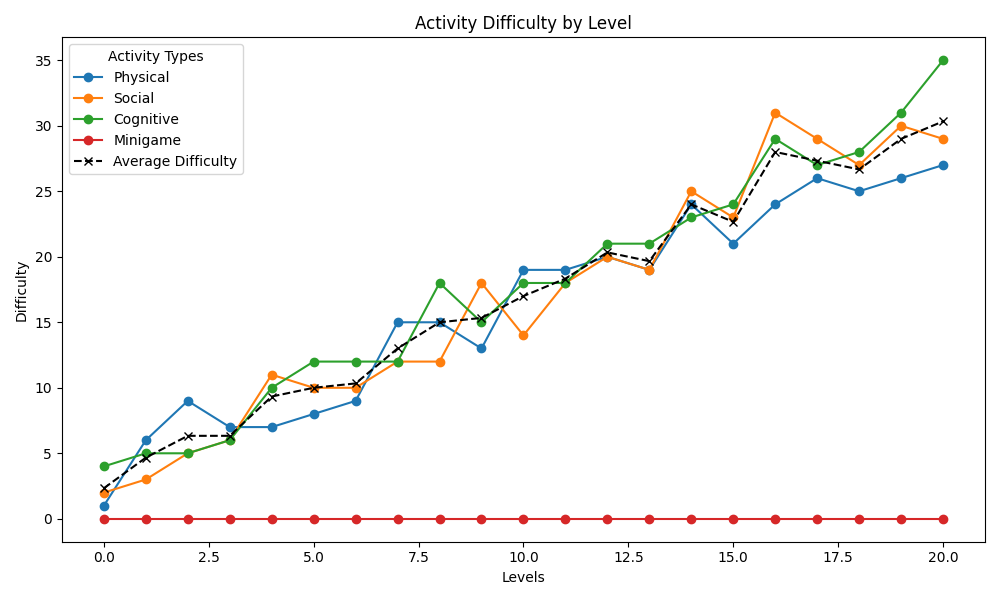 Activity Difficulty by Level
Activity Types
Physical
Social
Cognitive
Minigame
Average Difficulty
Difficulty
35
30
25
20
15
10
5
0
0.0 2.5 5.0 7.5 10.0 12.5 15.0 17.5 20.0
Levels